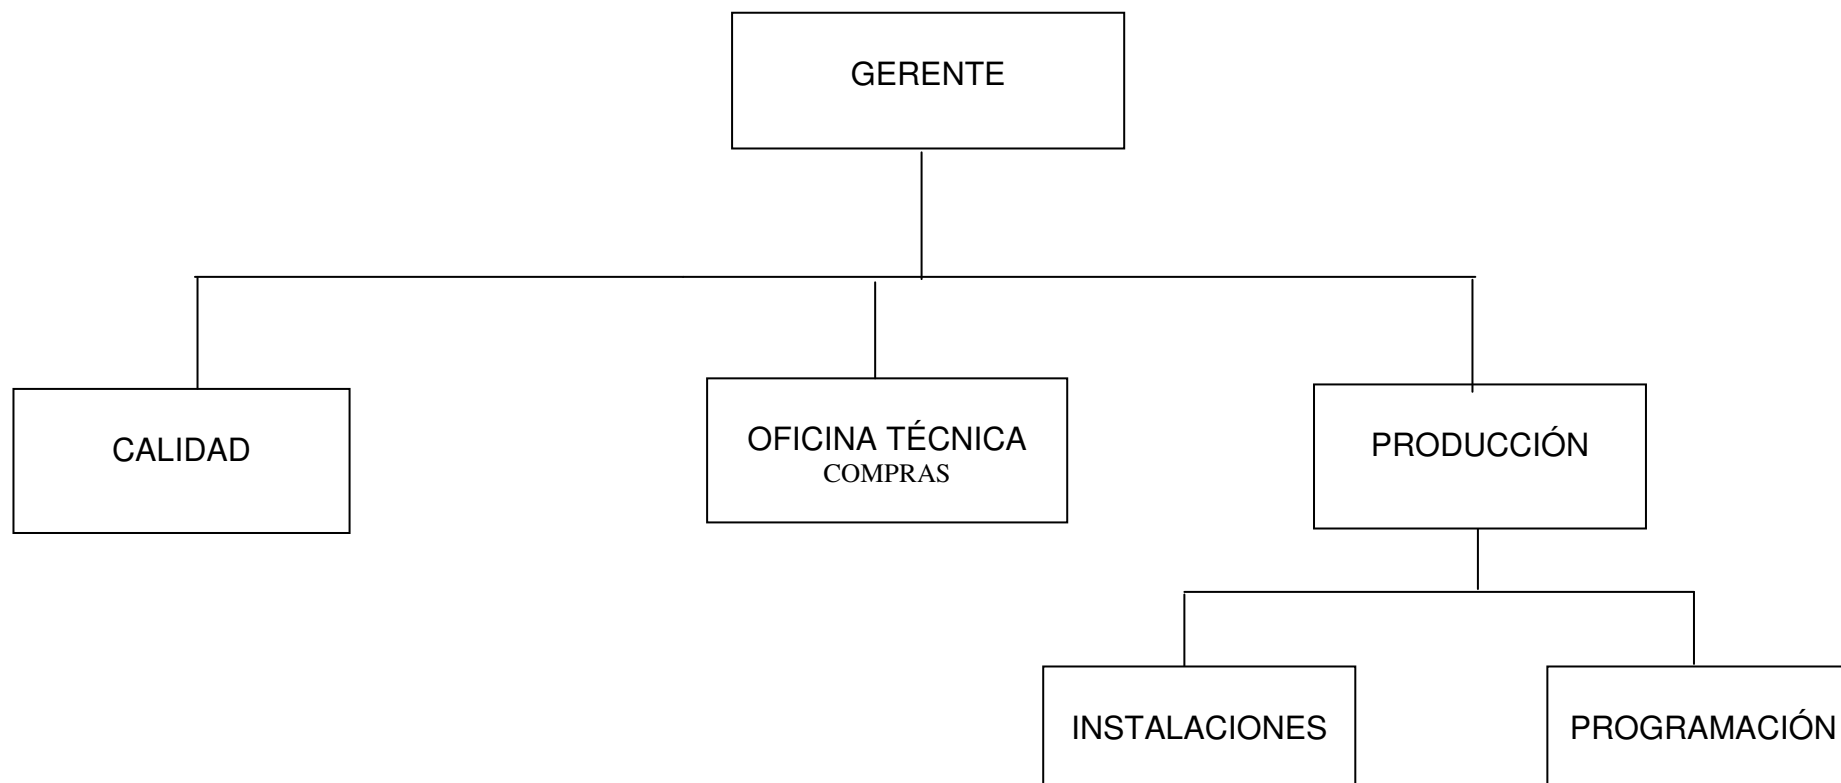 GERENTE
CALIDAD
OFICINA TÉCNICA
COMPRAS
PRODUCCIÓN
INSTALACIONES
PROGRAMACIÓN